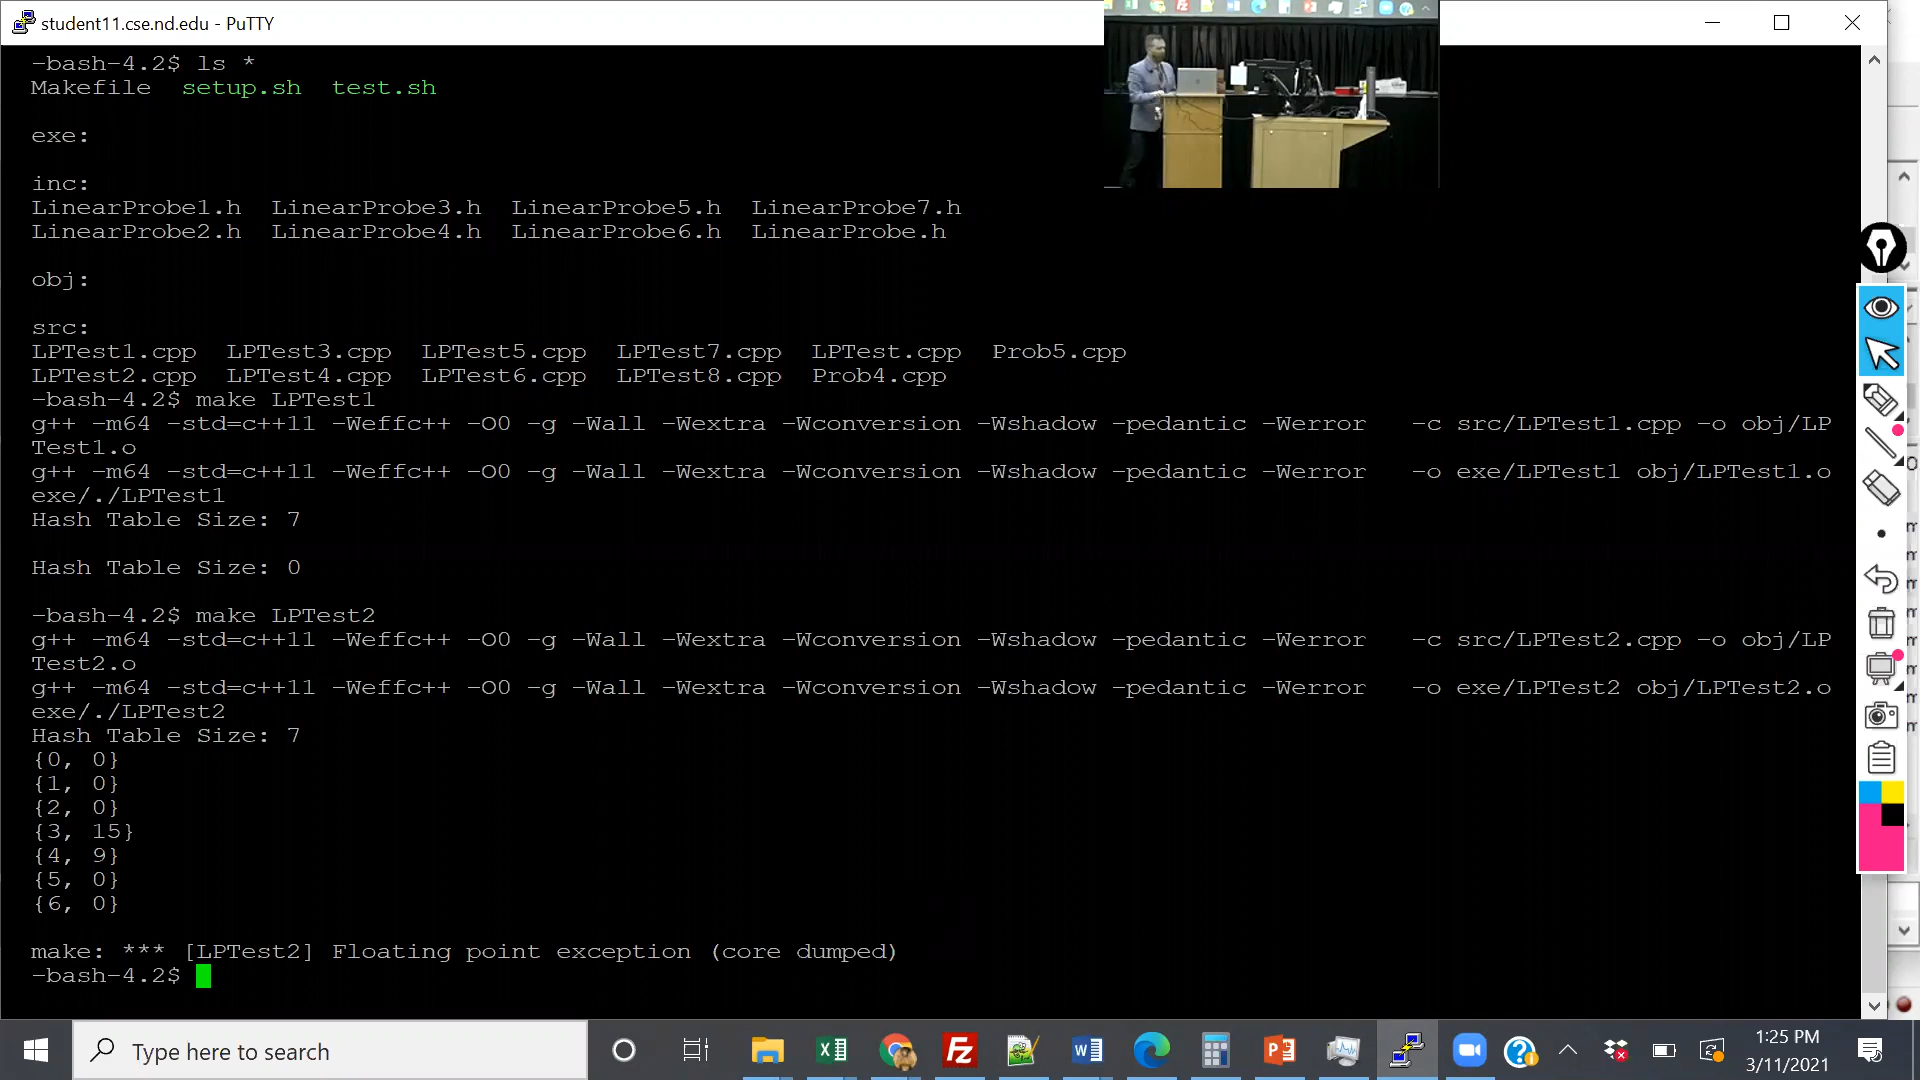 student11.cse.nd.edu - PuTTY
-bash-4.2$ ls *
Makefile  setup.sh  test.sh
exe:
inc:
LinearProbe1.h  LinearProbe3.h  LinearProbe5.h  LinearProbe7.h
LinearProbe2.h  LinearProbe4.h  LinearProbe6.h  LinearProbe.h
obj:
src:
LPTest1.cpp  LPTest3.cpp  LPTest5.cpp  LPTest7.cpp  LPTest.cpp  Prob5.cpp
LPTest2.cpp  LPTest4.cpp  LPTest6.cpp  LPTest8.cpp  Prob4.cpp
-bash-4.2$ make LPTest1
g++ -m64 -std=c++11 -Weffc++ -O0 -g -Wall -Wextra -Wconversion -Wshadow -pedantic -Werror   -c src/LPTest1.cpp -o obj/LP
Test1.o
g++ -m64 -std=c++11 -Weffc++ -O0 -g -Wall -Wextra -Wconversion -Wshadow -pedantic -Werror   -o exe/LPTest1 obj/LPTest1.o
exe/./LPTest1
Hash Table Size: 7
Hash Table Size: 0
-bash-4.2$ make LPTest2
g++ -m64 -std=c++11 -Weffc++ -O0 -g -Wall -Wextra -Wconversion -Wshadow -pedantic -Werror   -c src/LPTest2.cpp -o obj/LP
Test2.o
g++ -m64 -std=c++11 -Weffc++ -O0 -g -Wall -Wextra -Wconversion -Wshadow -pedantic -Werror   -o exe/LPTest2 obj/LPTest2.o
exe/./LPTest2
Hash Table Size: 7
{0, 0}
{1, 0}
{2, 0}
{3, 15}
{4, 9}
{5, 0}
{6, 0}
make: *** [LPTest2] Floating point exception (core dumped)
-bash-4.2$
Type here to search
1:25 PM
3/11/2021